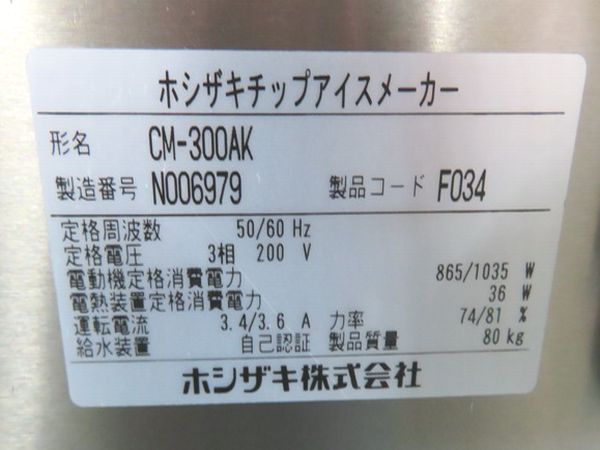 ホシザキチップアイスメーカー
形名 CM-300AK
製造番号 N006979 製品コード F034
定格周波数 50/60 Hz
定格電圧 3相 200 V
電動機定格消費電力 865/1035 W
電熱装置定格消費電力 36 W
運転電流 3.4/3.6 A 力率 74/81 %
給水装置 自己認証 製品質量 80 kg
ホシザキ株式会社